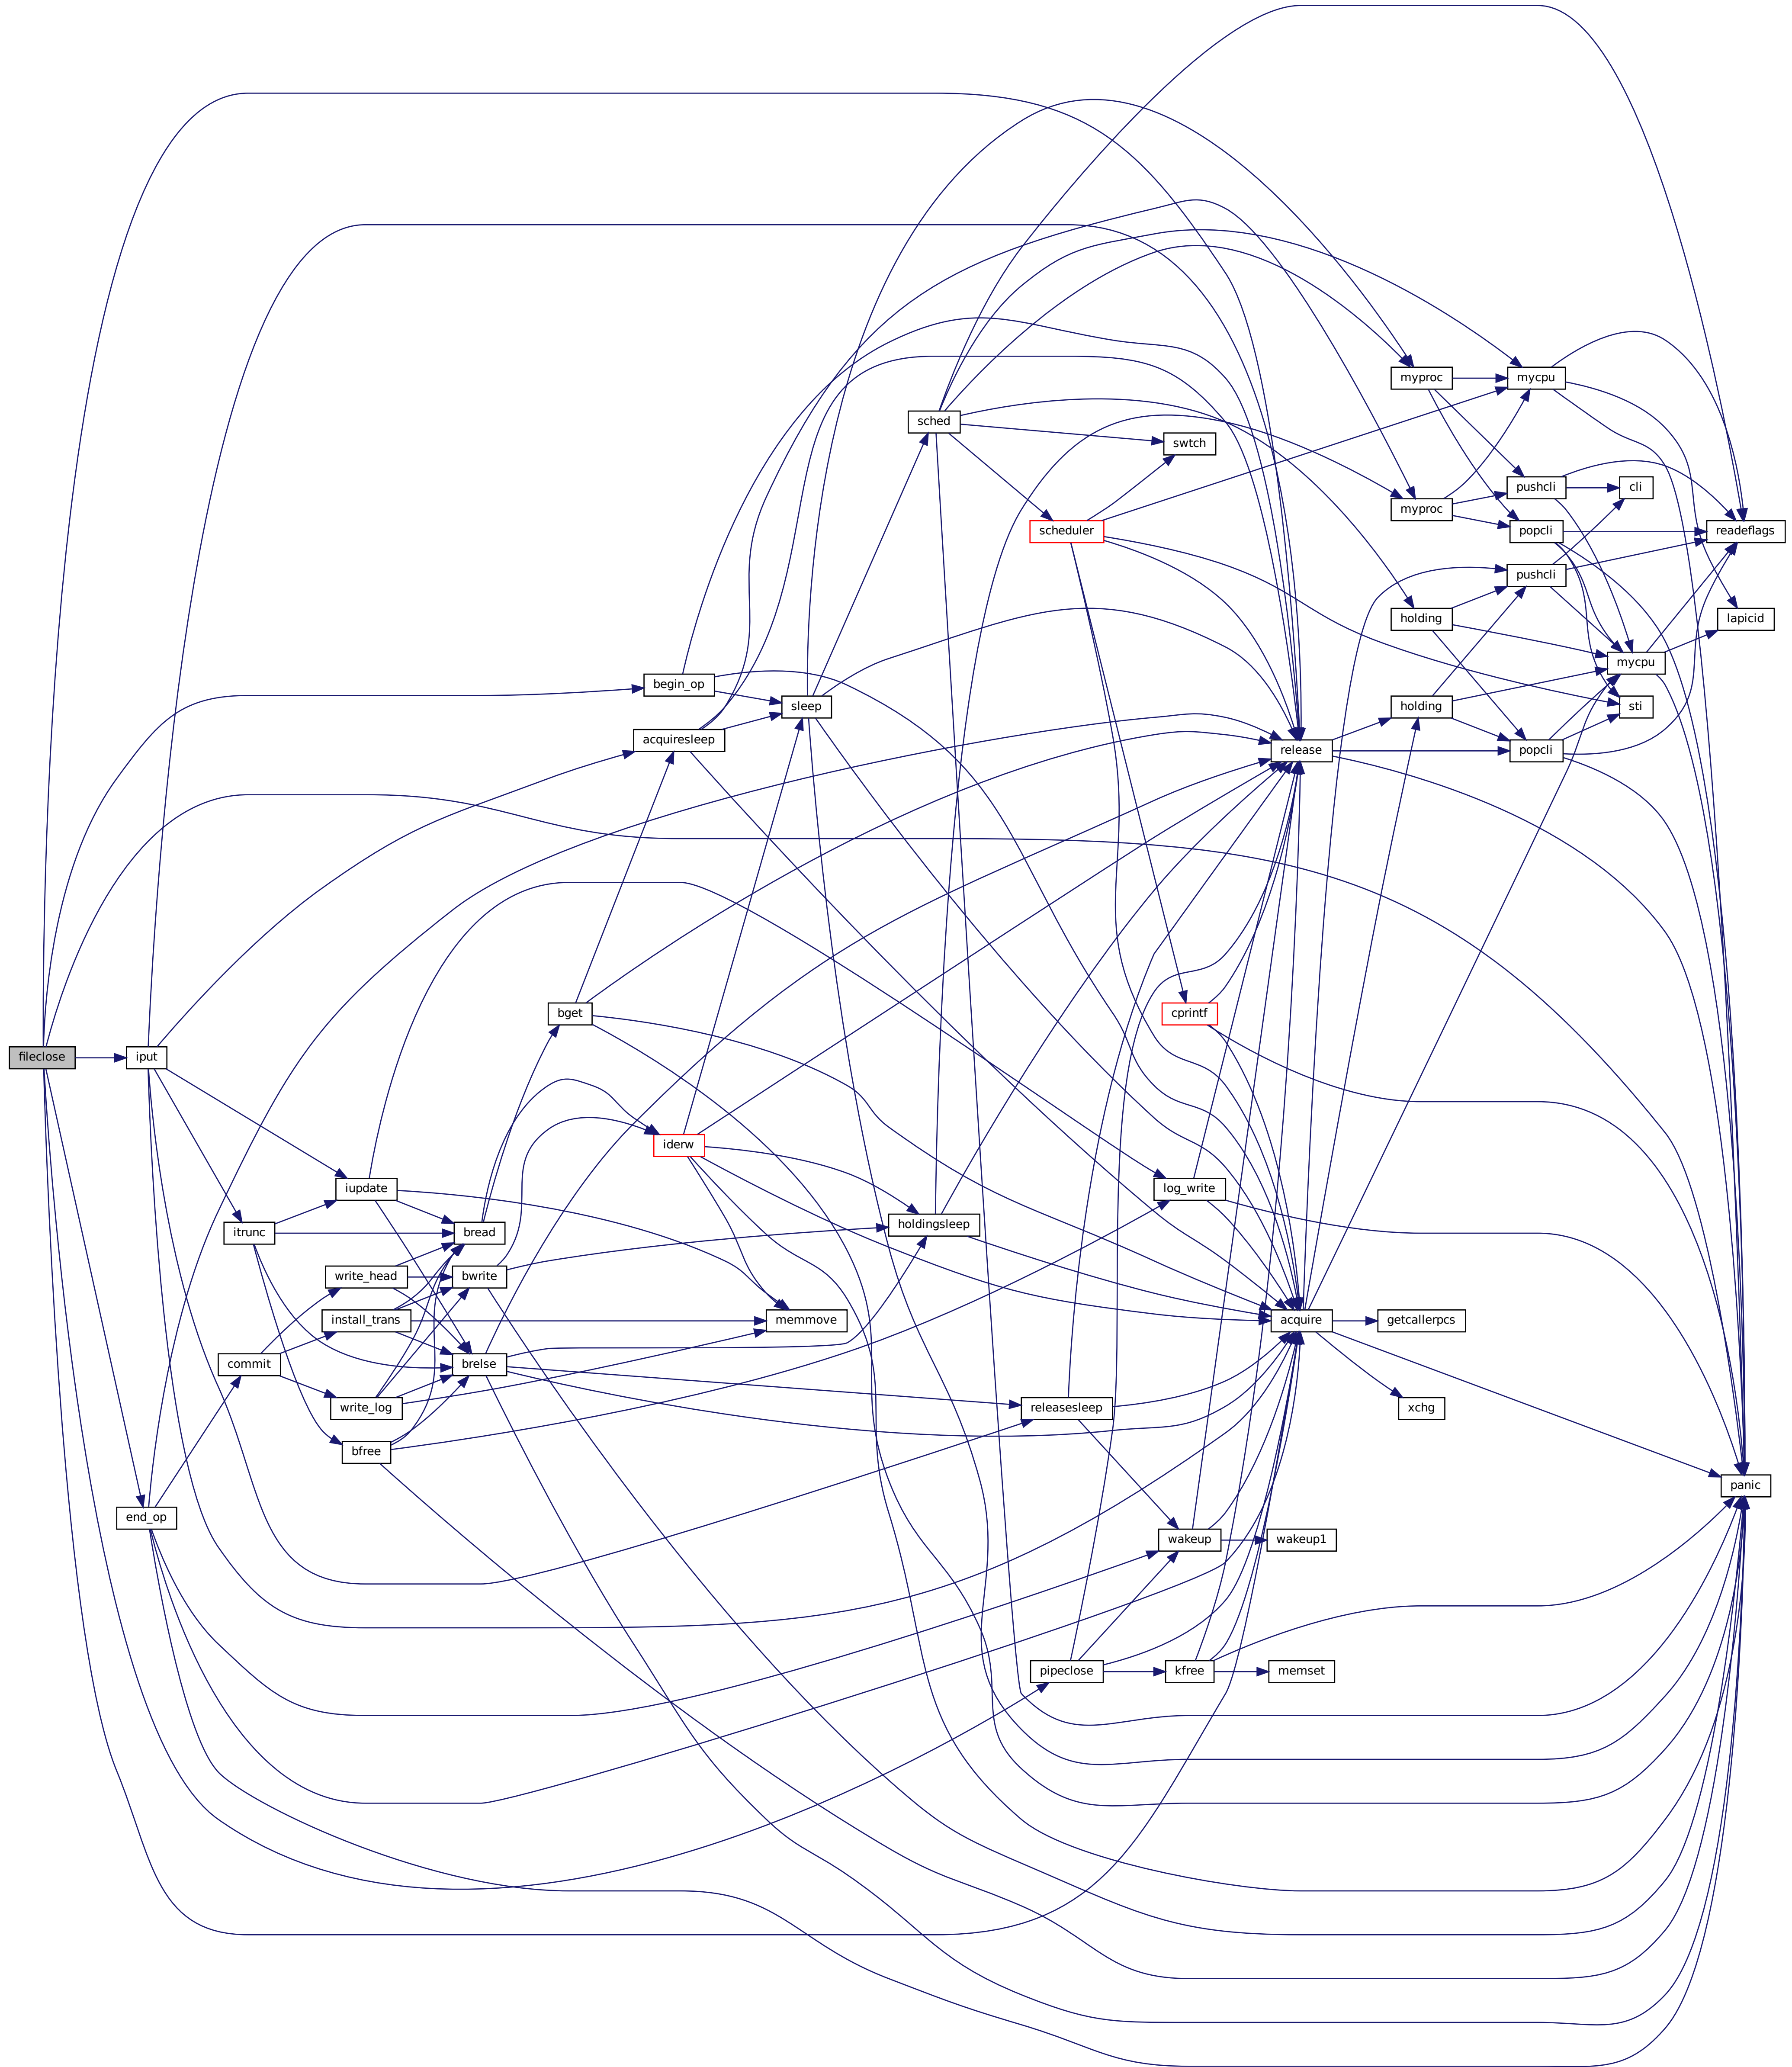 fileclose
iput
end_op
itrunc
commit
iupdate
write_head
install_trans
write_log
bfree
bread
bwrite
brelse
bget
begin_op
acquiresleep
iderw
sleep
memmove
sched
holdingsleep
scheduler
releasesleep
pipeclose
swtch
cprintf
log_write
wakeup
kfree
release
acquire
wakeup1
memset
myproc
myproc
holding
holding
getcallerpcs
xchg
mycpu
pushcli
popcli
pushcli
popcli
cli
mycpu
sti
readeflags
lapicid
panic